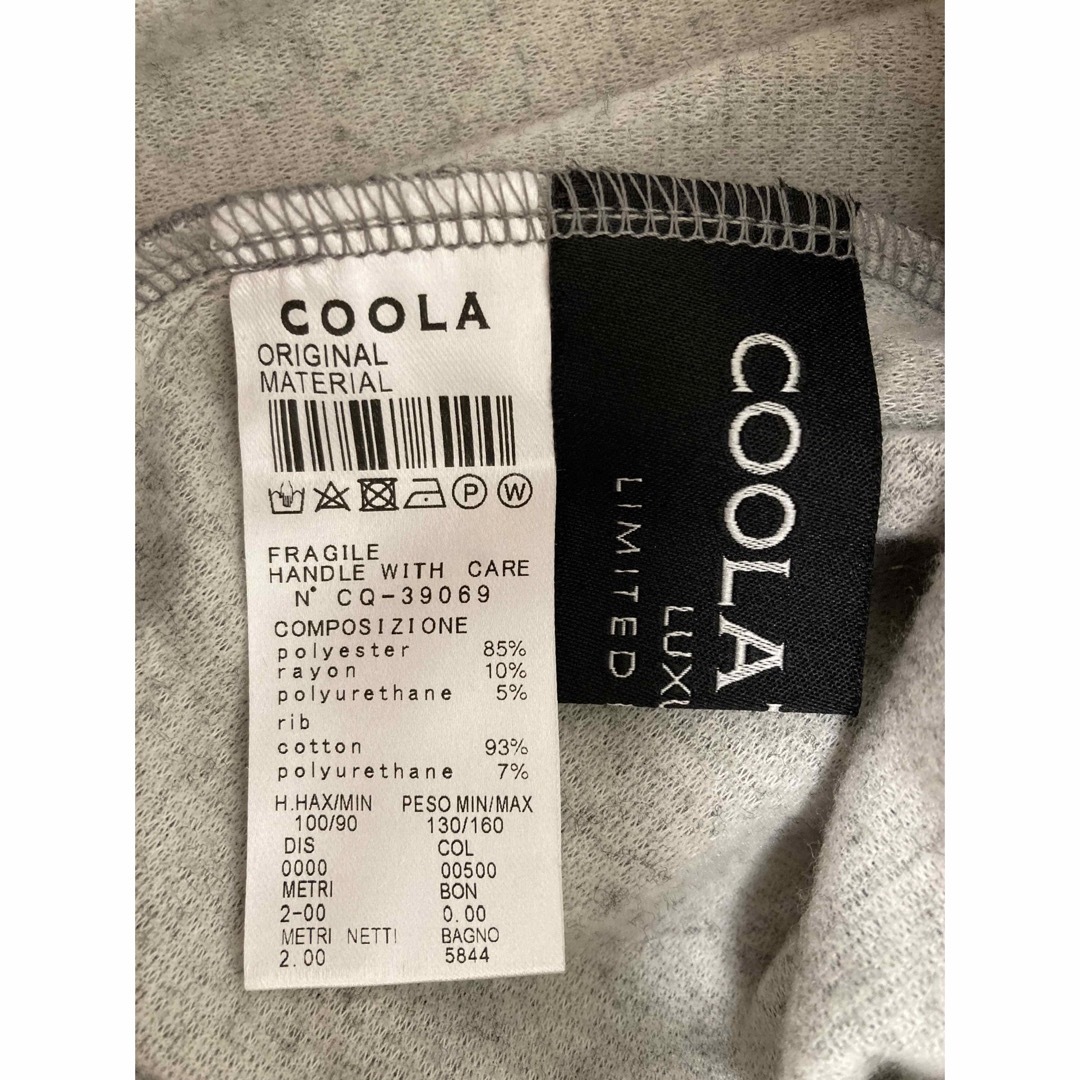 COOLA
ORIGINAL
MATERIAL
P W
FRAGILE
HANDLE WITH CARE
N° CQ-39069
COMPOSIZIONE
polyester 85%
rayon 10%
polyurethane 5%
rib
cotton 93%
polyurethane 7%
H.HAX/MIN PESO MIN/MAX
100/90 130/160
DIS COL
0000 00500
METRI BON
2-00 0.00
METRI NETTI BAGNO
2.00 5844
COOLA
LIMITED